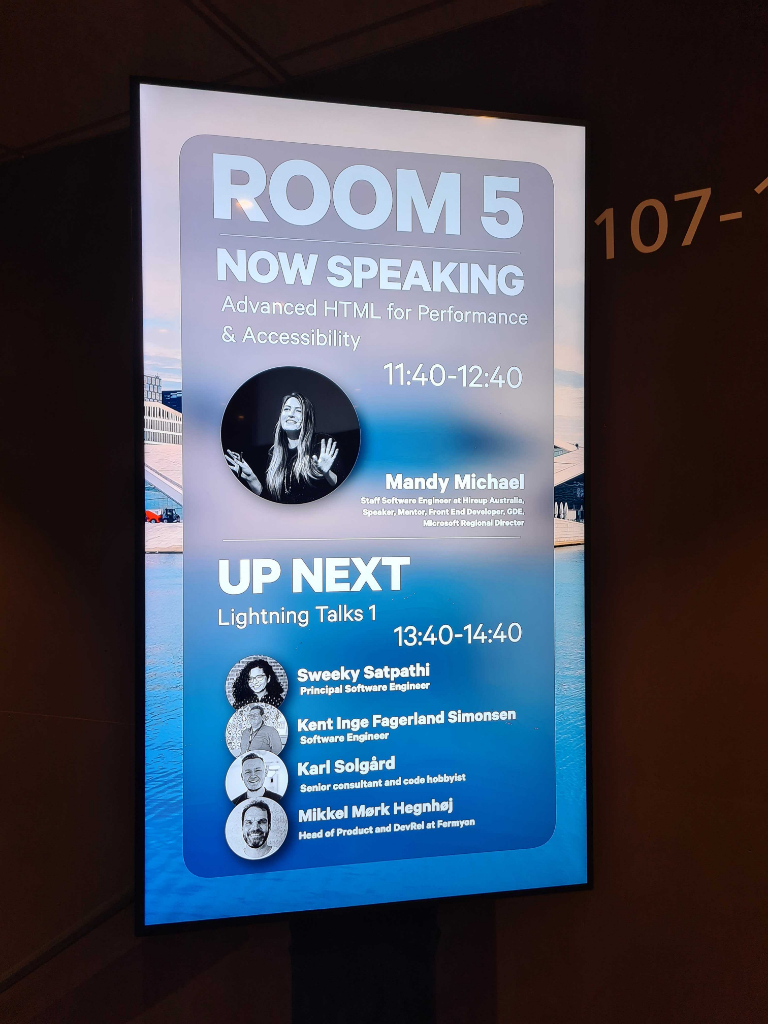 ROOM 5
NOW SPEAKING
Advanced HTML for Performance
& Accessibility
11:40-12:40
Mandy Michael
Staff Software Engineer at Hireup Australia,
Speaker, Mentor, Front End Developer, GDE,
Microsoft Regional Director
UP NEXT
Lightning Talks 1
13:40-14:40
Sweeky Satpathi
Principal Software Engineer
Kent Inge Fagerland Simonsen
Software Engineer
Karl Solgård
Senior consultant and code hobbyist
Mikkel Mørk Hegnhøj
Head of Product and DevRel at Fermyon
107-1